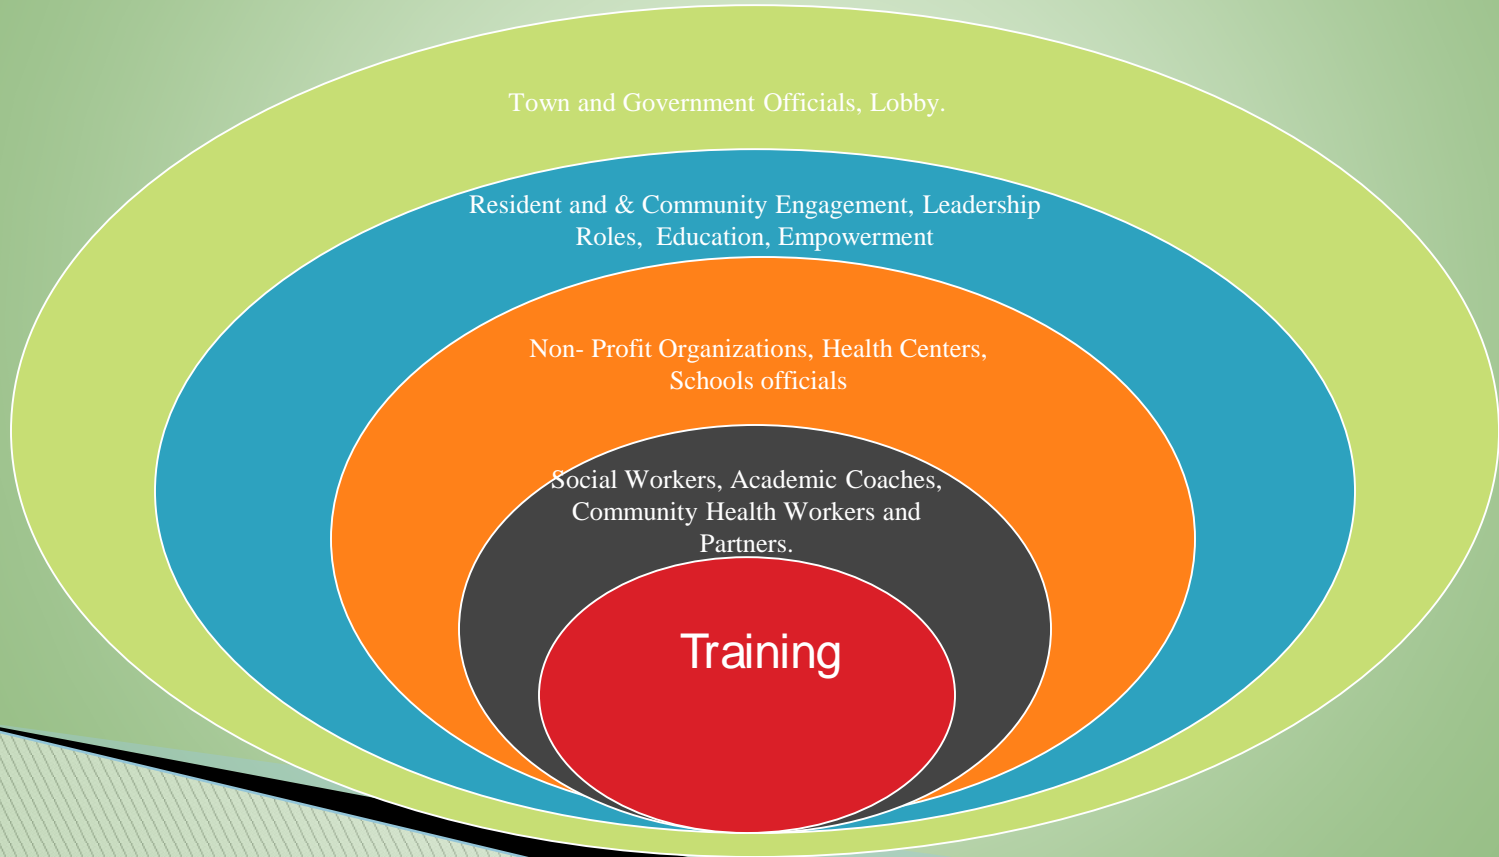 Town and Government Officials, Lobby.
Resident and & Community Engagement, Leadership
Roles,  Education, Empowerment
Non- Profit Organizations, Health Centers,
Schools officials
Social Workers, Academic Coaches,
Community Health Workers and
Partners.
Training